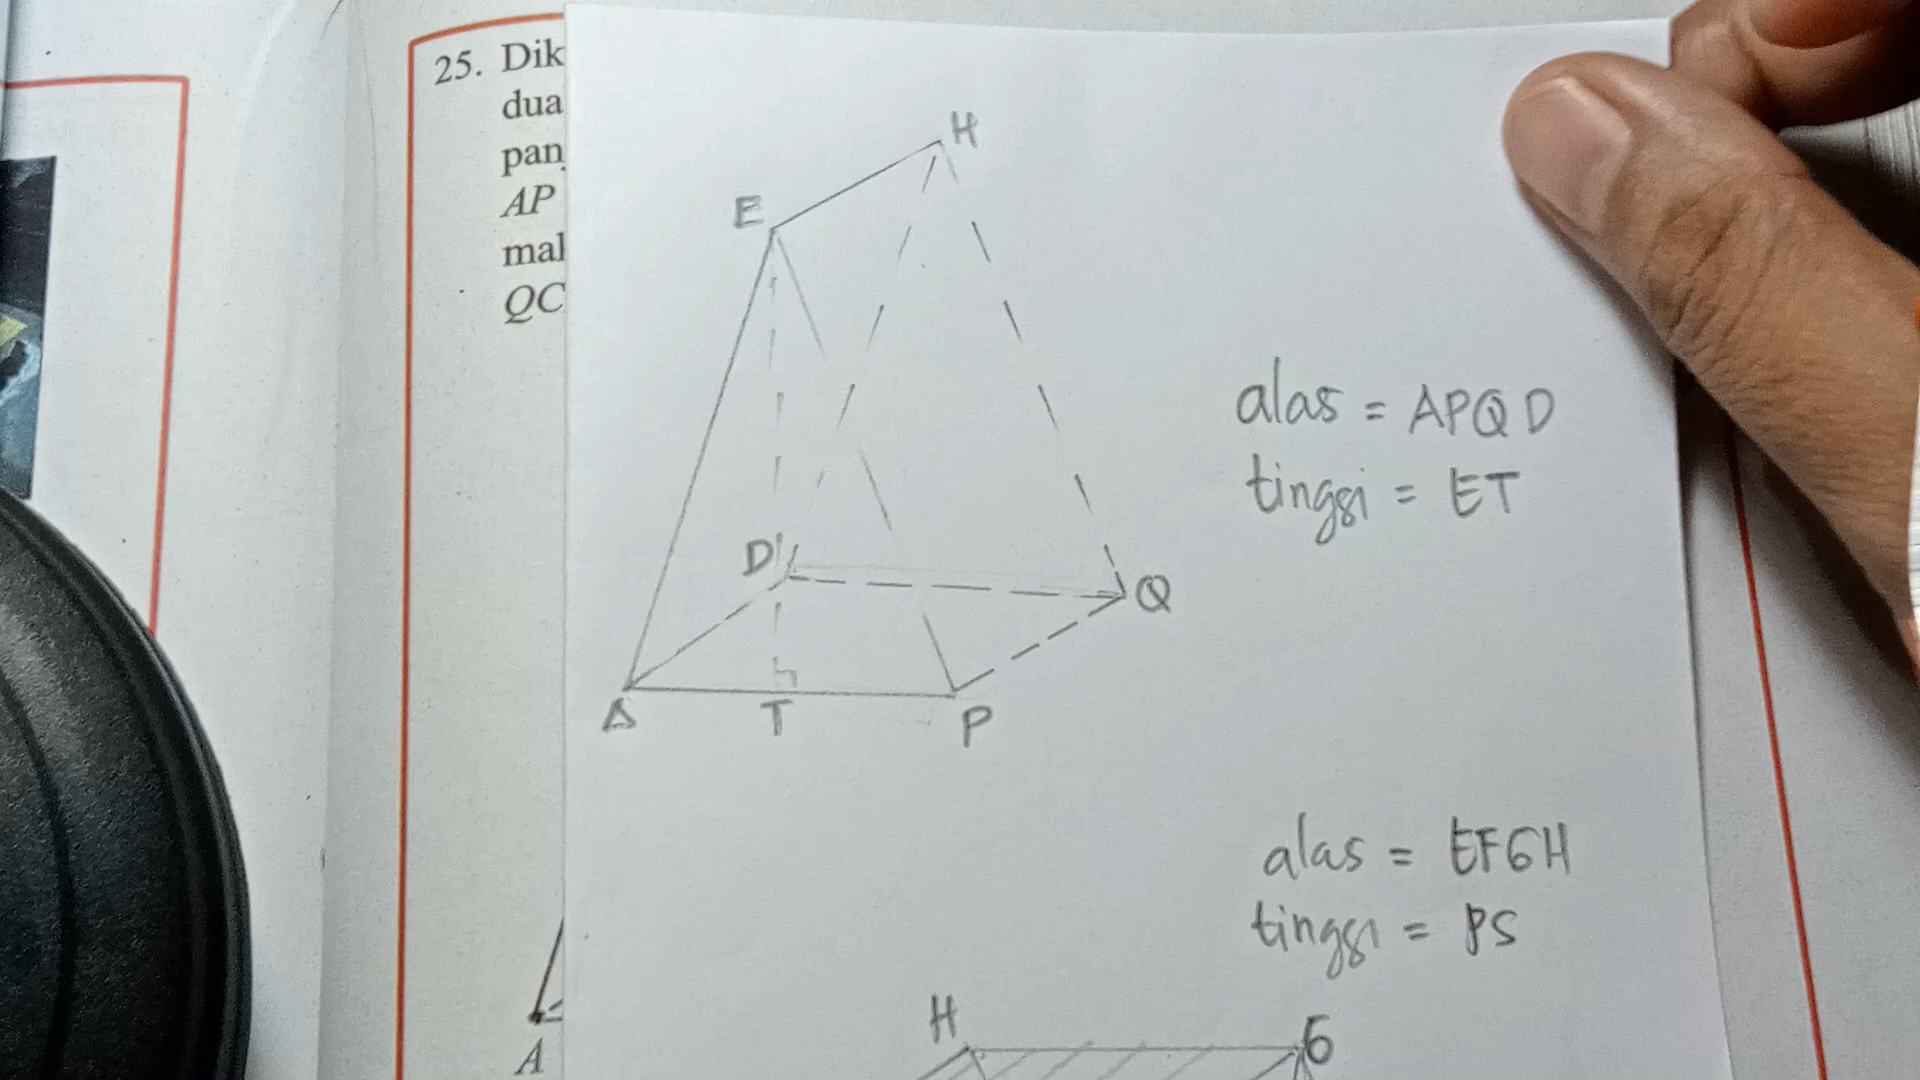 25. Dik
dua
pan
AP
mal
QC
H
E
D
Q
A
T
P
alas = APQD
tinggi = ET
alas = EFGH
tinggi = PS
H
G
A